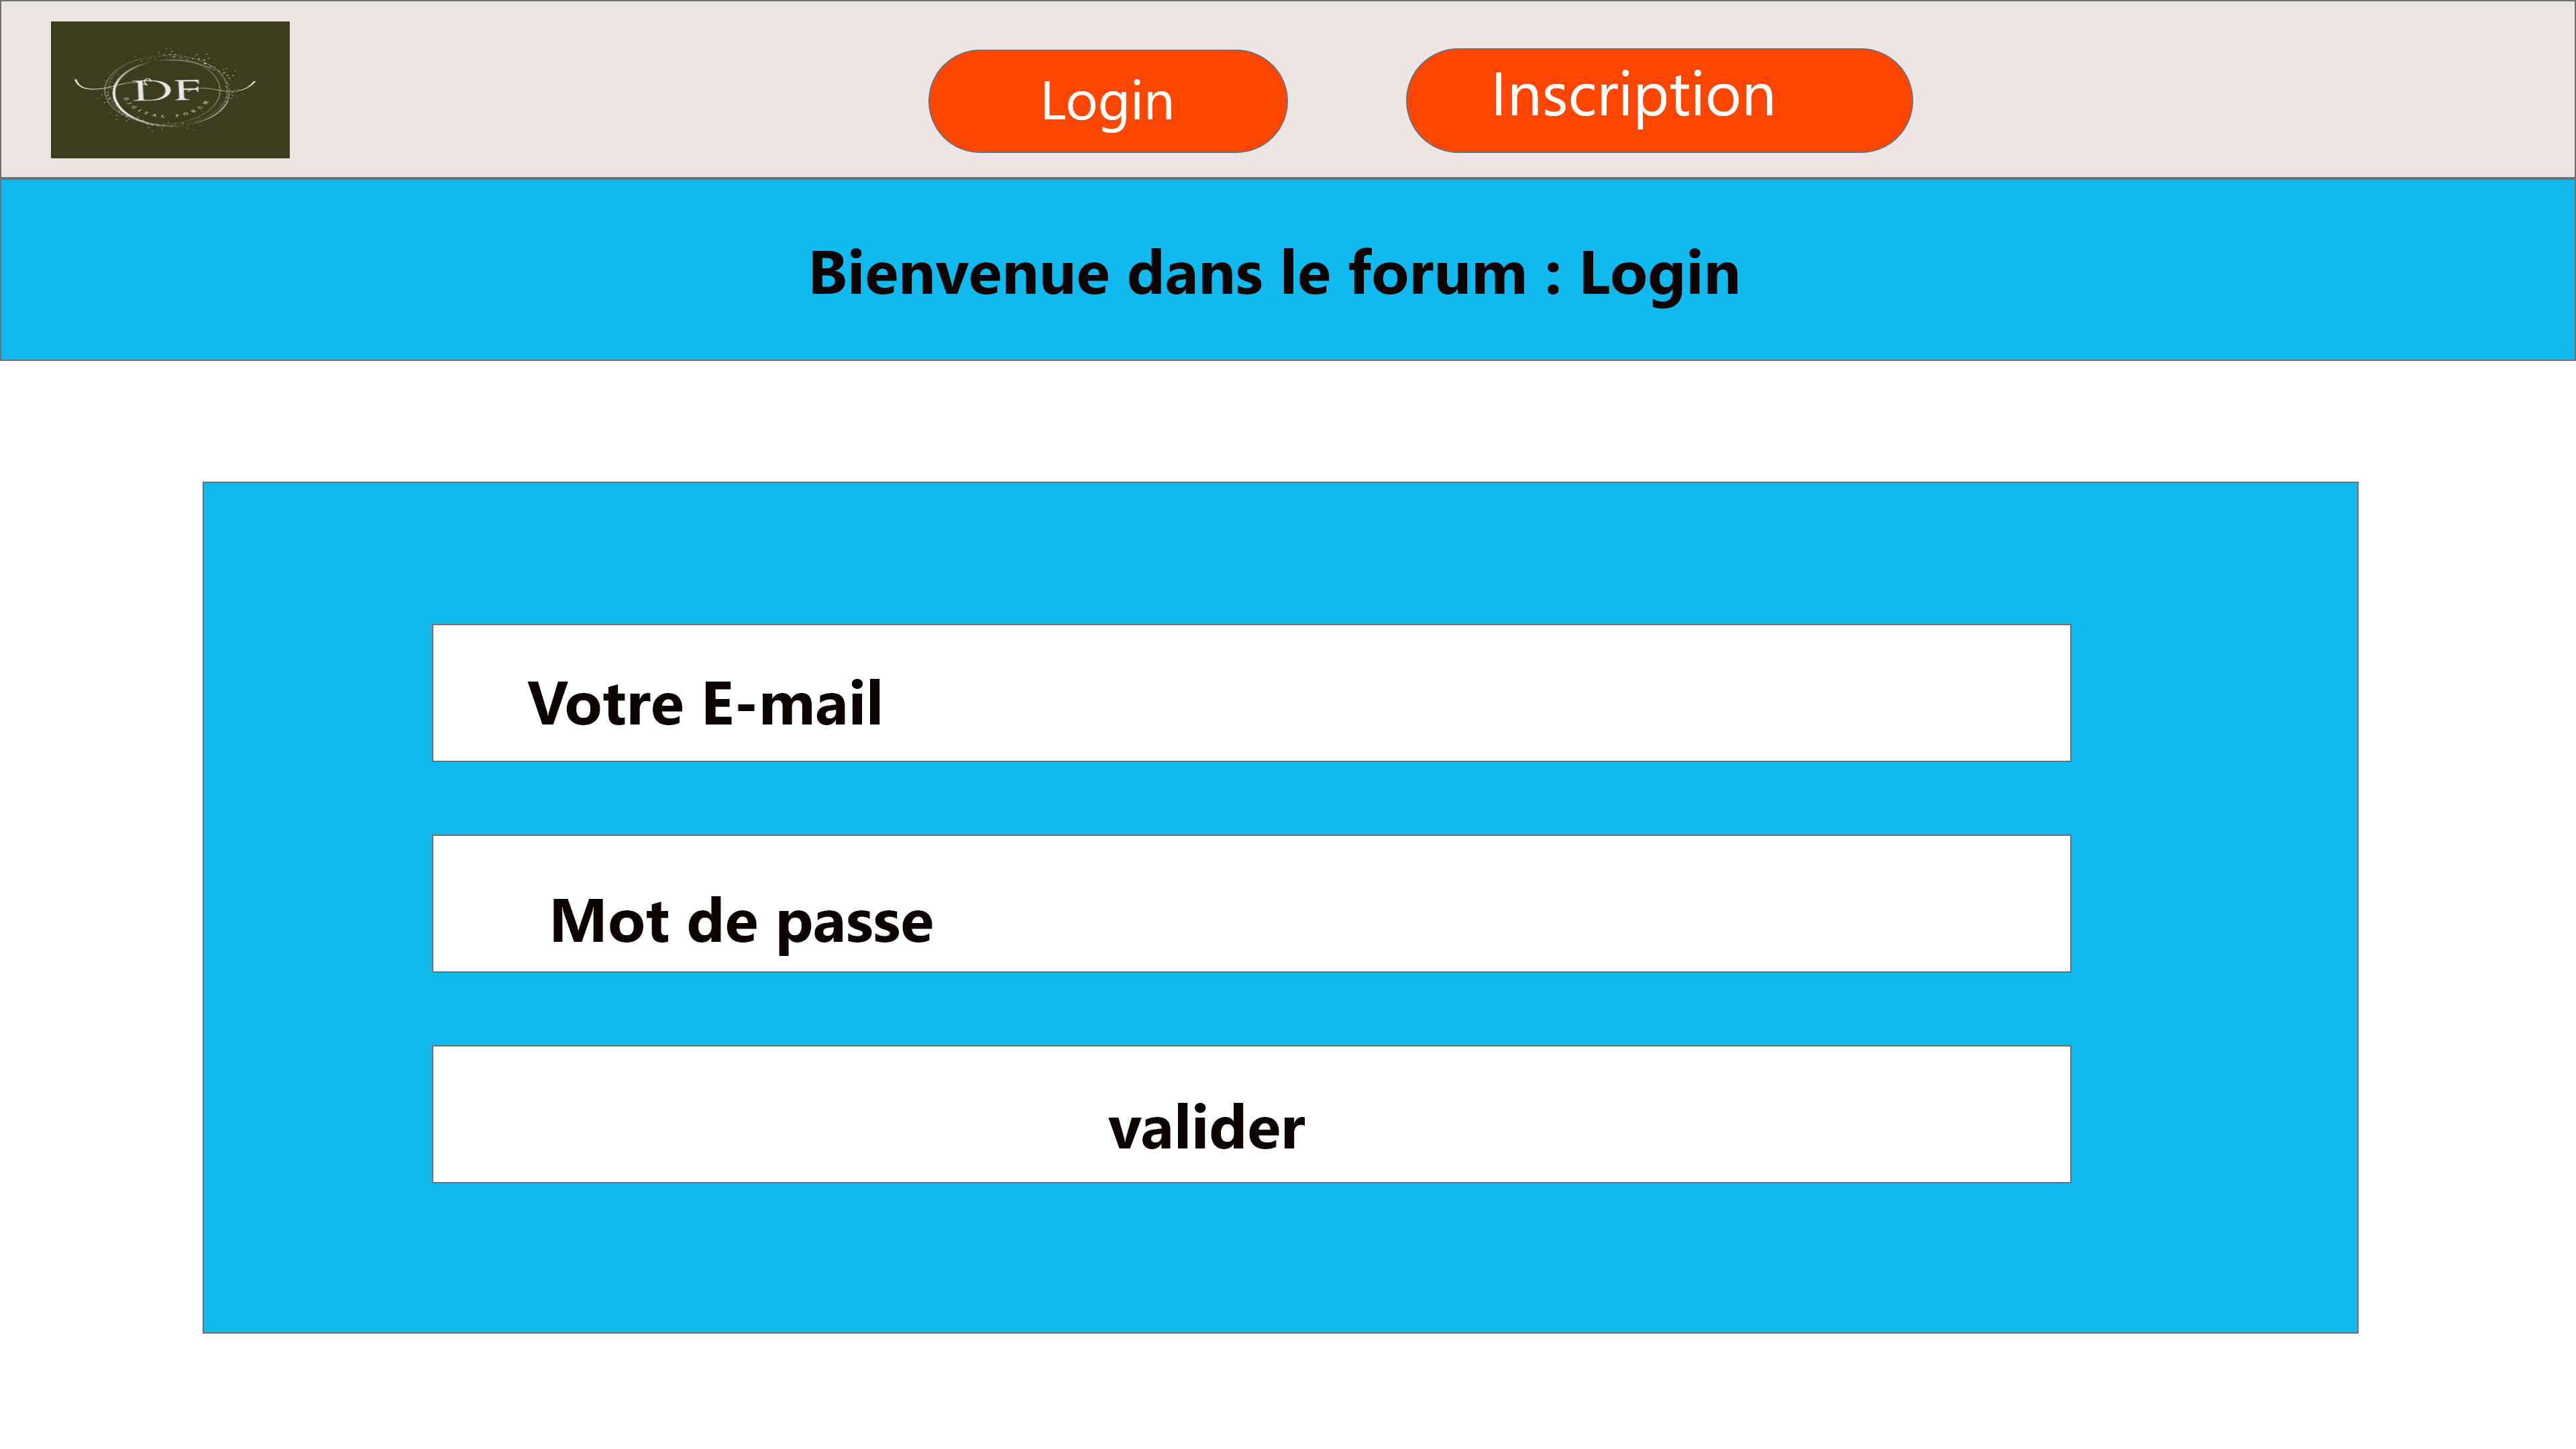 DF
DIGITAL FORUM
Login
Inscription
Bienvenue dans le forum : Login
Votre E-mail
Mot de passe
valider